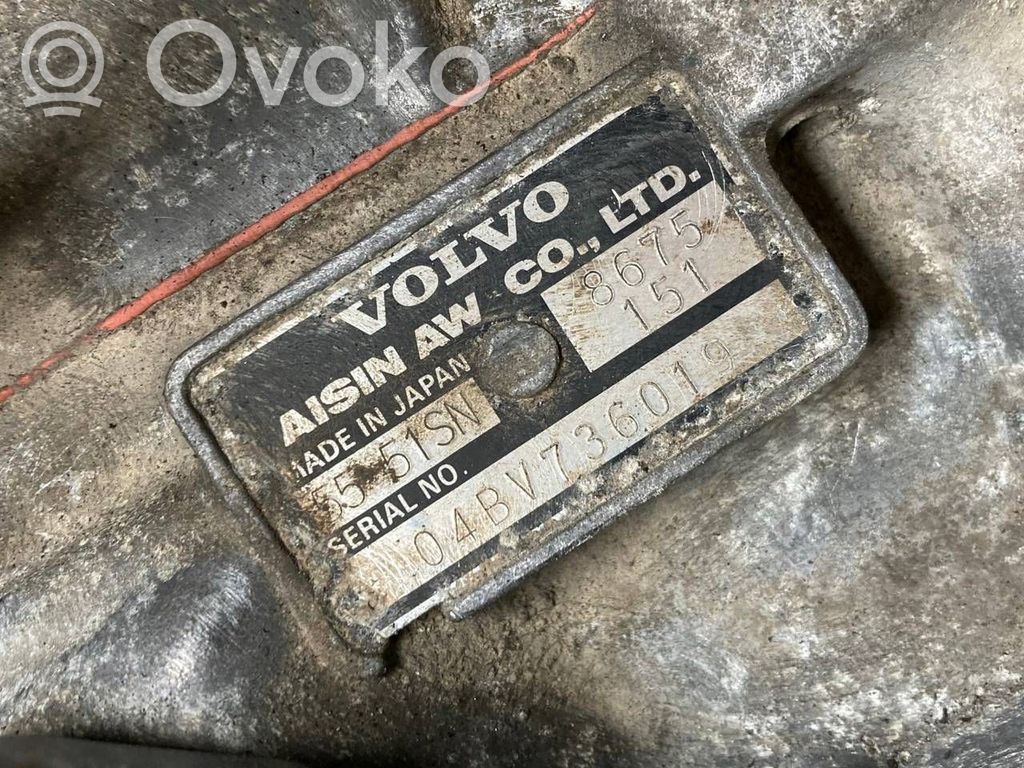 Ovoko
VOLVO
AISIN AW CO., LTD.
MADE IN JAPAN
8675
151
55-51SN
SERIAL NO.
04BV736019